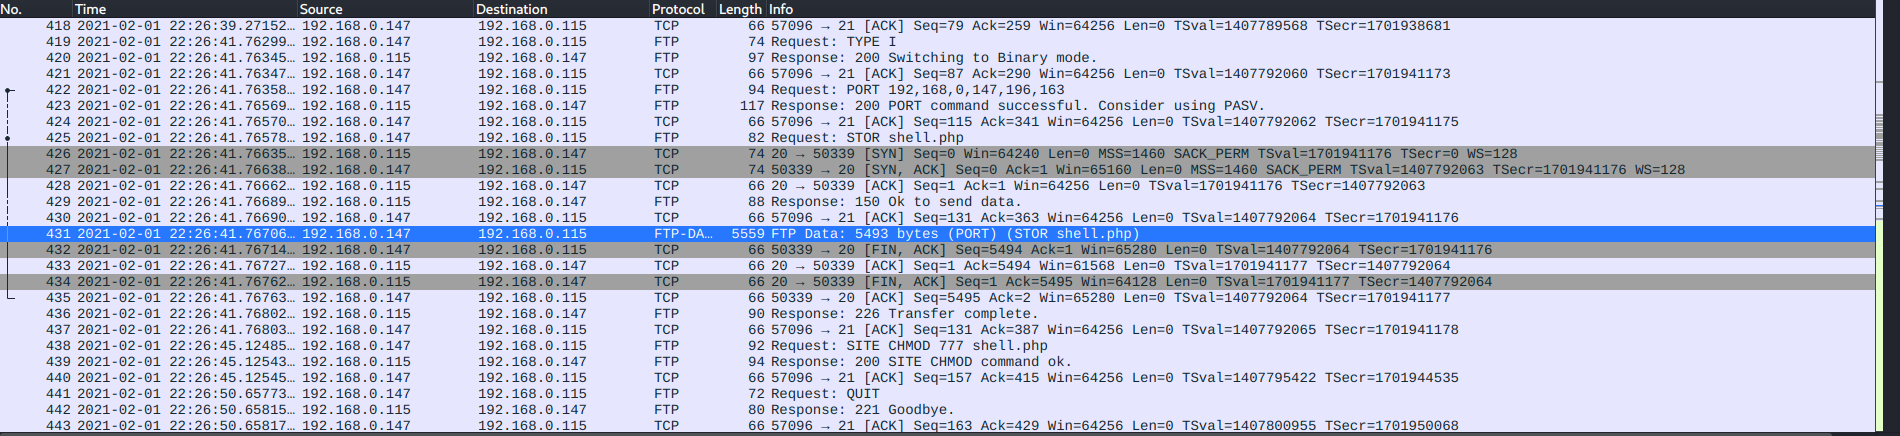 No. Time Source Destination Protocol Length Info
418 2021-02-01 22:26:39.27152… 192.168.0.147 192.168.0.115 TCP 66 57096 → 21 [ACK] Seq=79 Ack=259 Win=64256 Len=0 TSval=1407789568 TSecr=1701938681
419 2021-02-01 22:26:41.76299… 192.168.0.147 192.168.0.115 FTP 74 Request: TYPE I
420 2021-02-01 22:26:41.76345… 192.168.0.115 192.168.0.147 FTP 97 Response: 200 Switching to Binary mode.
421 2021-02-01 22:26:41.76347… 192.168.0.147 192.168.0.115 TCP 66 57096 → 21 [ACK] Seq=87 Ack=290 Win=64256 Len=0 TSval=1407792060 TSecr=1701941173
422 2021-02-01 22:26:41.76358… 192.168.0.147 192.168.0.115 FTP 94 Request: PORT 192,168,0,147,196,163
423 2021-02-01 22:26:41.76569… 192.168.0.115 192.168.0.147 FTP 117 Response: 200 PORT command successful. Consider using PASV.
424 2021-02-01 22:26:41.76570… 192.168.0.147 192.168.0.115 TCP 66 57096 → 21 [ACK] Seq=115 Ack=341 Win=64256 Len=0 TSval=1407792062 TSecr=1701941175
425 2021-02-01 22:26:41.76578… 192.168.0.147 192.168.0.115 FTP 82 Request: STOR shell.php
426 2021-02-01 22:26:41.76635… 192.168.0.115 192.168.0.147 TCP 74 20 → 50339 [SYN] Seq=0 Win=64240 Len=0 MSS=1460 SACK_PERM TSval=1701941176 TSecr=0 WS=128
427 2021-02-01 22:26:41.76638… 192.168.0.147 192.168.0.115 TCP 74 50339 → 20 [SYN, ACK] Seq=0 Ack=1 Win=65160 Len=0 MSS=1460 SACK_PERM TSval=1407792063 TSecr=1701941176 WS=128
428 2021-02-01 22:26:41.76662… 192.168.0.115 192.168.0.147 TCP 66 20 → 50339 [ACK] Seq=1 Ack=1 Win=64256 Len=0 TSval=1701941176 TSecr=1407792063
429 2021-02-01 22:26:41.76689… 192.168.0.115 192.168.0.147 FTP 88 Response: 150 Ok to send data.
430 2021-02-01 22:26:41.76690… 192.168.0.147 192.168.0.115 TCP 66 57096 → 21 [ACK] Seq=131 Ack=363 Win=64256 Len=0 TSval=1407792064 TSecr=1701941176
431 2021-02-01 22:26:41.76706… 192.168.0.147 192.168.0.115 FTP-DA… 5559 FTP Data: 5493 bytes (PORT) (STOR shell.php)
432 2021-02-01 22:26:41.76714… 192.168.0.147 192.168.0.115 TCP 66 50339 → 20 [FIN, ACK] Seq=5494 Ack=1 Win=65280 Len=0 TSval=1407792064 TSecr=1701941176
433 2021-02-01 22:26:41.76727… 192.168.0.115 192.168.0.147 TCP 66 20 → 50339 [ACK] Seq=1 Ack=5494 Win=61568 Len=0 TSval=1701941177 TSecr=1407792064
434 2021-02-01 22:26:41.76762… 192.168.0.115 192.168.0.147 TCP 66 20 → 50339 [FIN, ACK] Seq=1 Ack=5495 Win=64128 Len=0 TSval=1701941177 TSecr=1407792064
435 2021-02-01 22:26:41.76763… 192.168.0.147 192.168.0.115 TCP 66 50339 → 20 [ACK] Seq=5495 Ack=2 Win=65280 Len=0 TSval=1407792064 TSecr=1701941177
436 2021-02-01 22:26:41.76802… 192.168.0.115 192.168.0.147 FTP 90 Response: 226 Transfer complete.
437 2021-02-01 22:26:41.76803… 192.168.0.147 192.168.0.115 TCP 66 57096 → 21 [ACK] Seq=131 Ack=387 Win=64256 Len=0 TSval=1407792065 TSecr=1701941178
438 2021-02-01 22:26:45.12485… 192.168.0.147 192.168.0.115 FTP 92 Request: SITE CHMOD 777 shell.php
439 2021-02-01 22:26:45.12543… 192.168.0.115 192.168.0.147 FTP 94 Response: 200 SITE CHMOD command ok.
440 2021-02-01 22:26:45.12545… 192.168.0.147 192.168.0.115 TCP 66 57096 → 21 [ACK] Seq=157 Ack=415 Win=64256 Len=0 TSval=1407795422 TSecr=1701944535
441 2021-02-01 22:26:50.65773… 192.168.0.147 192.168.0.115 FTP 72 Request: QUIT
442 2021-02-01 22:26:50.65815… 192.168.0.115 192.168.0.147 FTP 80 Response: 221 Goodbye.
443 2021-02-01 22:26:50.65817… 192.168.0.147 192.168.0.115 TCP 66 57096 → 21 [ACK] Seq=163 Ack=429 Win=64256 Len=0 TSval=1407800955 TSecr=1701950068